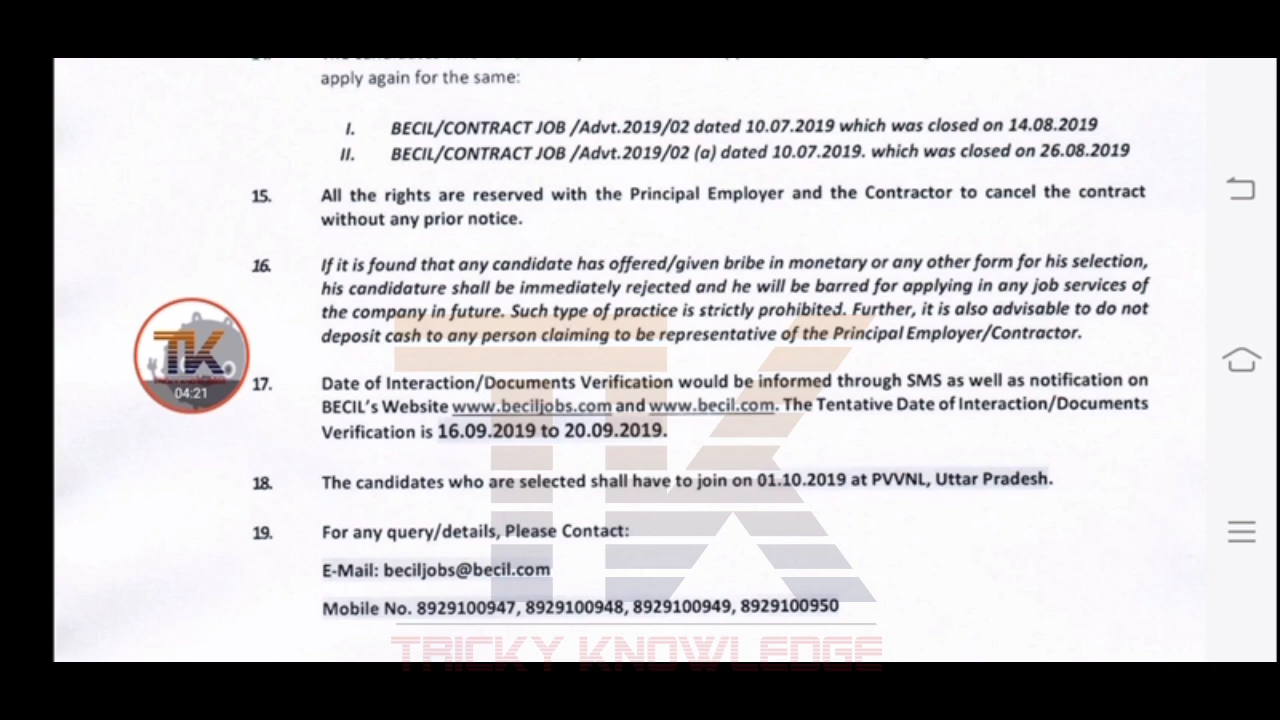 apply again for the same:
I. BECIL/CONTRACT JOB /Advt.2019/02 dated 10.07.2019 which was closed on 14.08.2019
II. BECIL/CONTRACT JOB /Advt.2019/02 (a) dated 10.07.2019. which was closed on 26.08.2019
15. All the rights are reserved with the Principal Employer and the Contractor to cancel the contract
without any prior notice.
16. If it is found that any candidate has offered/given bribe in monetary or any other form for his selection,
his candidature shall be immediately rejected and he will be barred for applying in any job services of
the company in future. Such type of practice is strictly prohibited. Further, it is also advisable to do not
deposit cash to any person claiming to be representative of the Principal Employer/Contractor.
TK
04:21
17. Date of Interaction/Documents Verification would be informed through SMS as well as notification on
BECIL's Website www.beciljobs.com and www.becil.com. The Tentative Date of Interaction/Documents
Verification is 16.09.2019 to 20.09.2019.
18. The candidates who are selected shall have to join on 01.10.2019 at PVVNL, Uttar Pradesh.
19. For any query/details, Please Contact:
E-Mail: beciljobs@becil.com
Mobile No. 8929100947, 8929100948, 8929100949, 8929100950
TK
TRICKY KNOWLEDGE